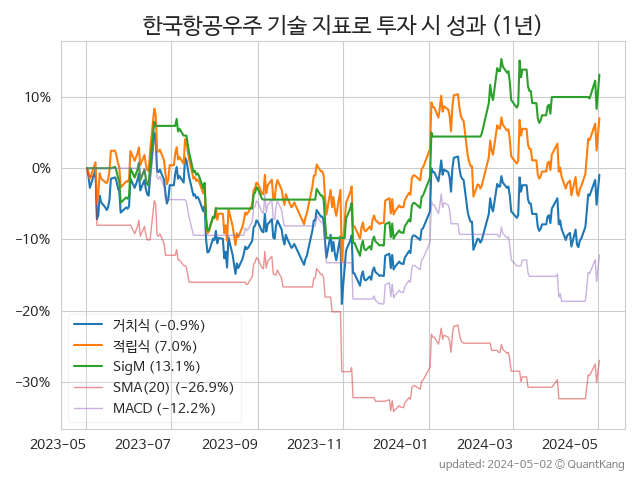 한국항공우주 기술 지표로 투자 시 성과 (1년)
10%
0%
−10%
−20%
−30%
거치식 (−0.9%)
적립식 (7.0%)
SigM (13.1%)
SMA(20) (−26.9%)
MACD (−12.2%)
2023-05 2023-07 2023-09 2023-11 2024-01 2024-03 2024-05
updated: 2024-05-02 ⓒ QuantKang